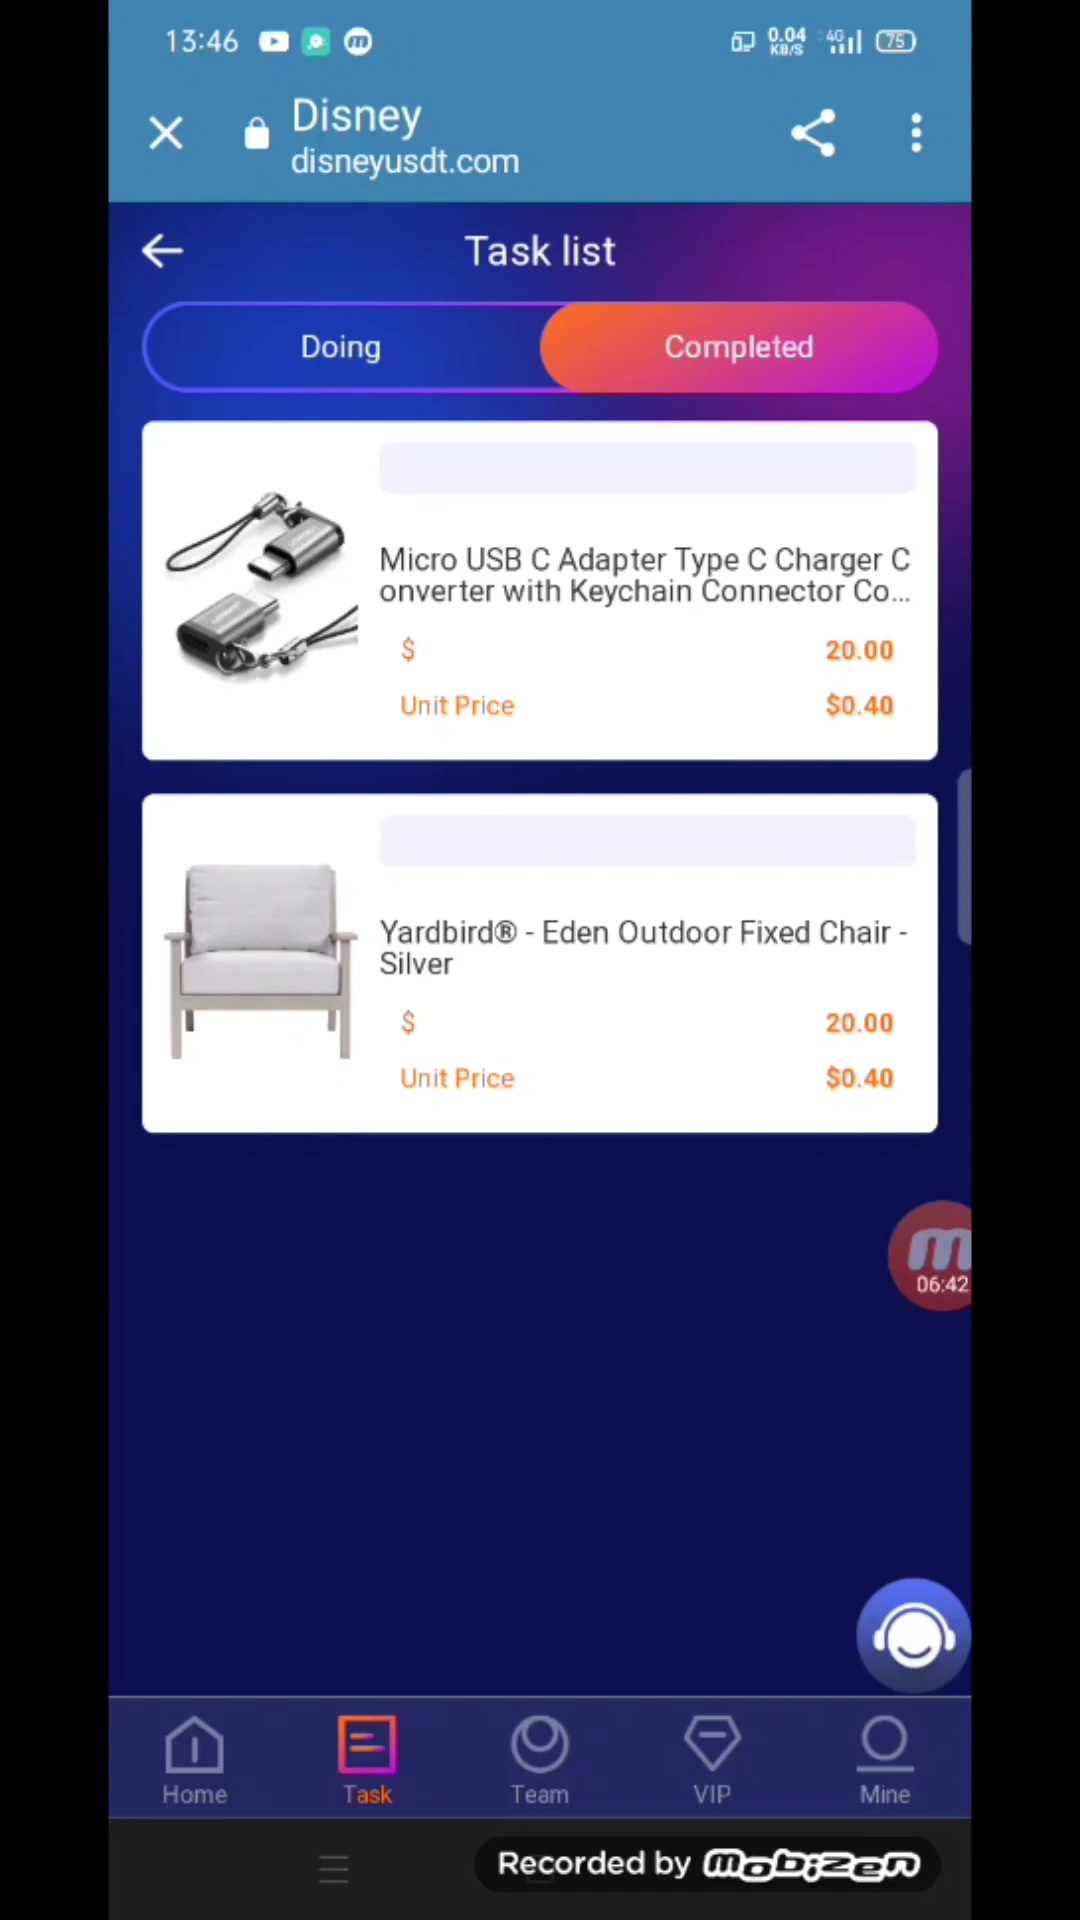 13:46
0.04
KB/S
4G
75
Disney
disneyusdt.com
Task list
Doing
Completed
Micro USB C Adapter Type C Charger C
onverter with Keychain Connector Co...
$ 20.00
Unit Price $0.40
Yardbird® - Eden Outdoor Fixed Chair -
Silver
$ 20.00
Unit Price $0.40
06:42
Home
Task
Team
VIP
Mine
Recorded by mobizen